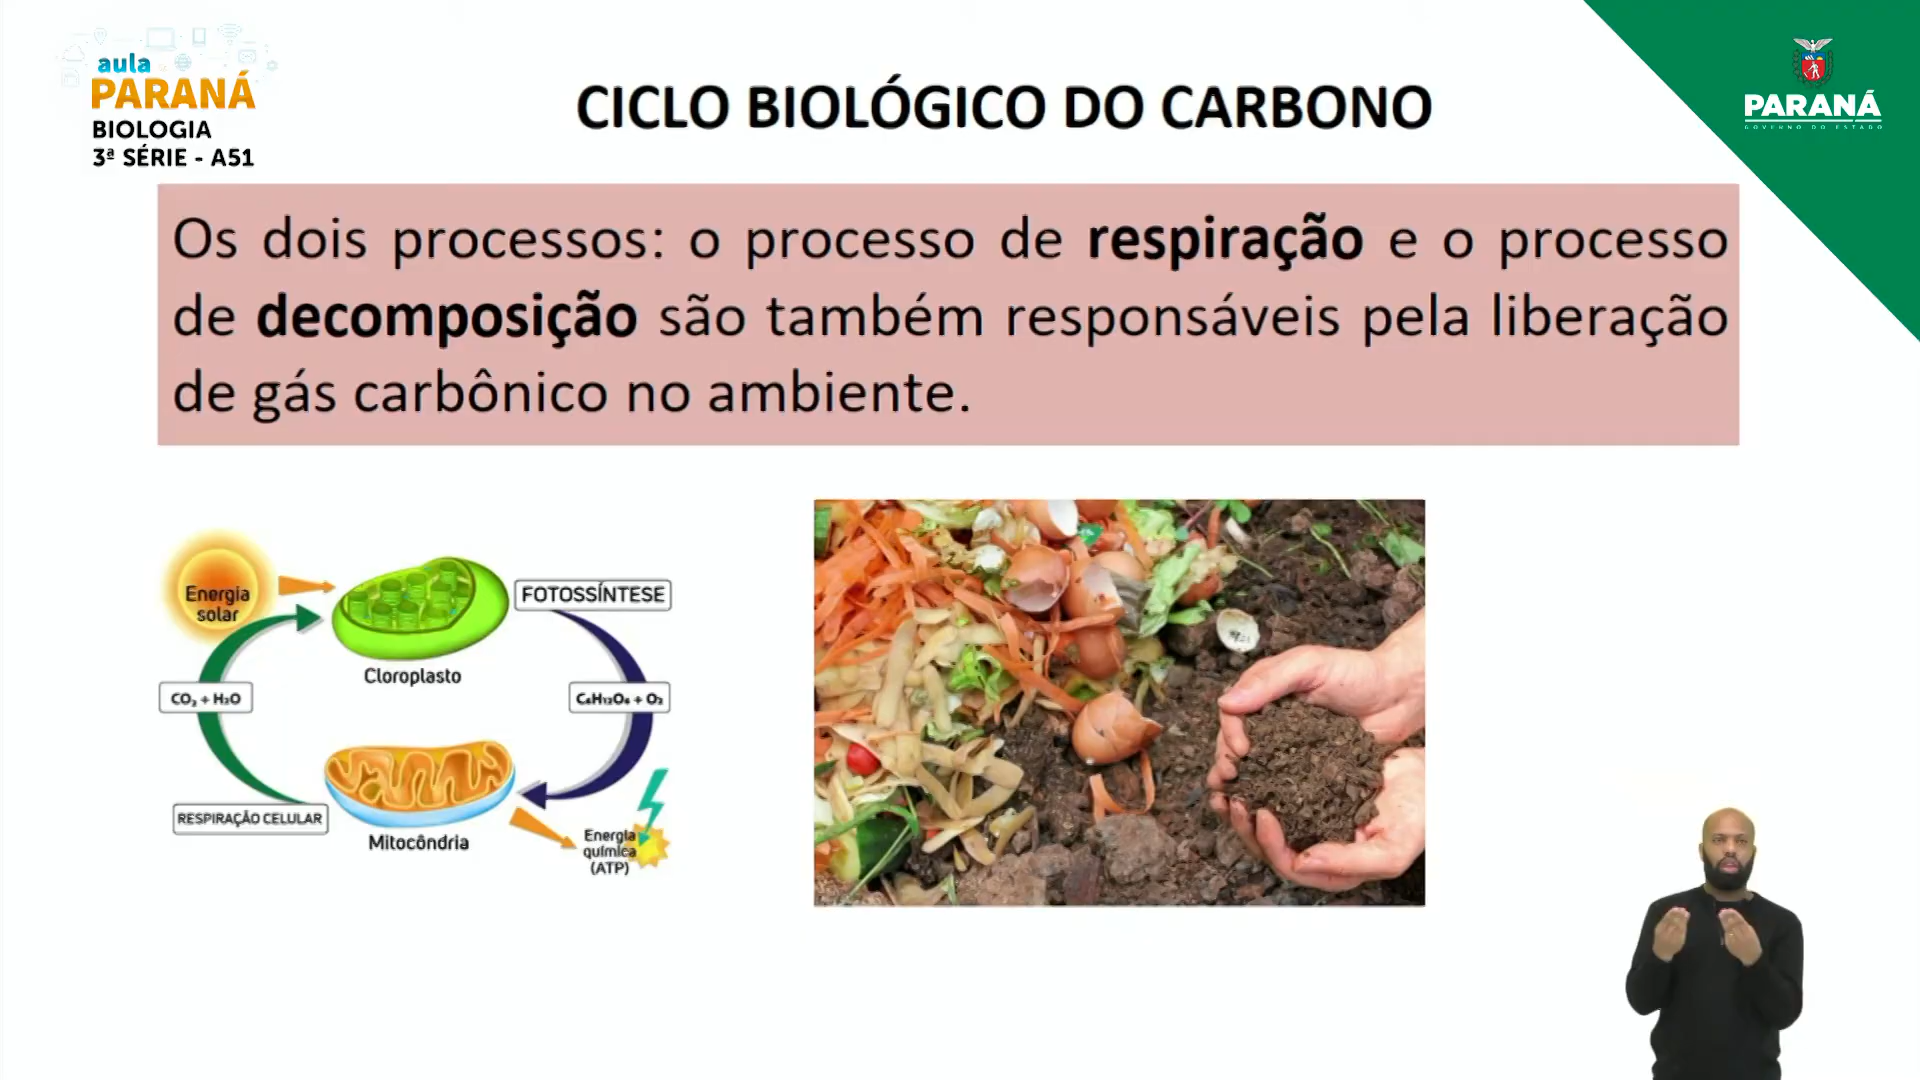 aula
PARANÁ
BIOLOGIA
3ª SÉRIE - A51
CICLO BIOLÓGICO DO CARBONO
PARANÁ
GOVERNO DO ESTADO
Os dois processos: o processo de respiração e o processo
de decomposição são também responsáveis pela liberação
de gás carbônico no ambiente.
Energia
solar
FOTOSSÍNTESE
Cloroplasto
CO₂ + H₂O
C₆H₁₂O₆ + O₂
RESPIRAÇÃO CELULAR
Mitocôndria
Energia
química
(ATP)